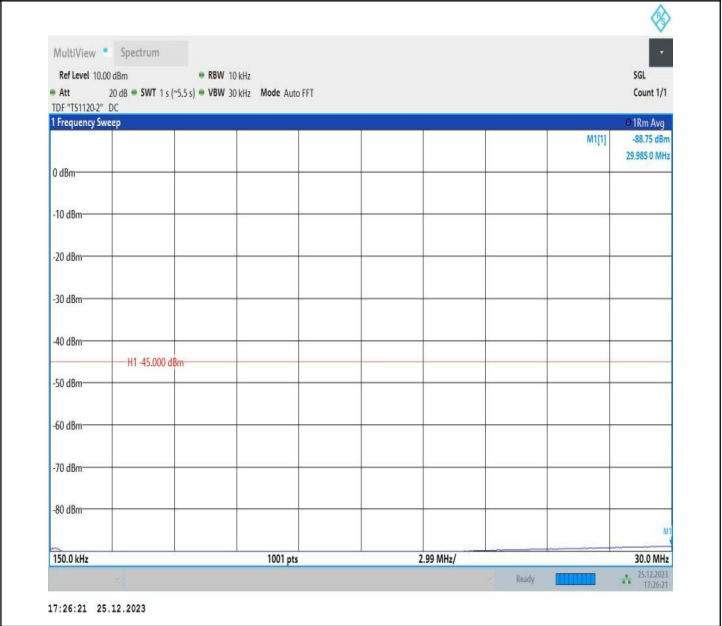 MultiView Spectrum
Ref Level 10.00 dBm RBW 10 kHz SGL
Att 20 dB SWT 1 s (~5.5 s) VBW 30 kHz Mode Auto FFT Count 1/1
TDF "TS1120-2" DC
1 Frequency Sweep 1Rm Avg
M1[1] -88.75 dBm
29.985 0 MHz
0 dBm
-10 dBm
-20 dBm
-30 dBm
-40 dBm
H1 -45.000 dBm
-50 dBm
-60 dBm
-70 dBm
-80 dBm
M1
150.0 kHz 1001 pts 2.99 MHz/ 30.0 MHz
Ready 25.12.2023
17:26:21
17:26:21 25.12.2023